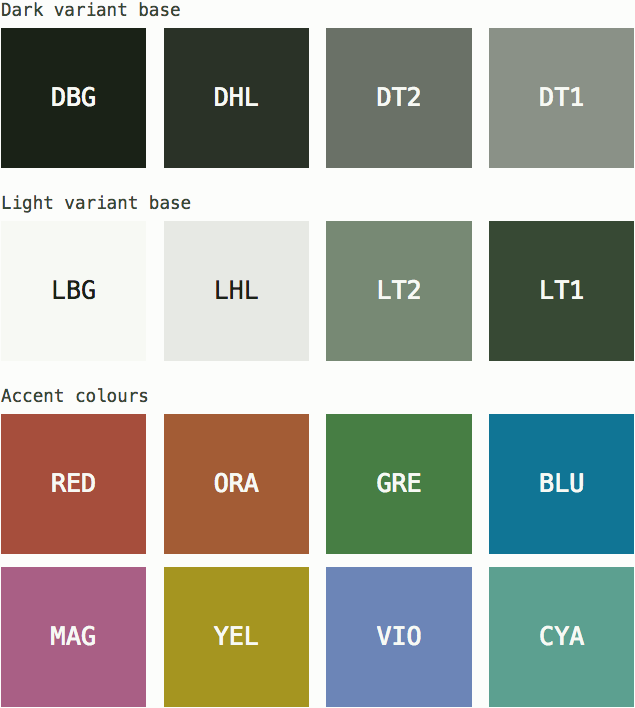 Dark variant base
DBG DHL DT2 DT1
Light variant base
LBG LHL LT2 LT1
Accent colours
RED ORA GRE BLU
MAG YEL VIO CYA